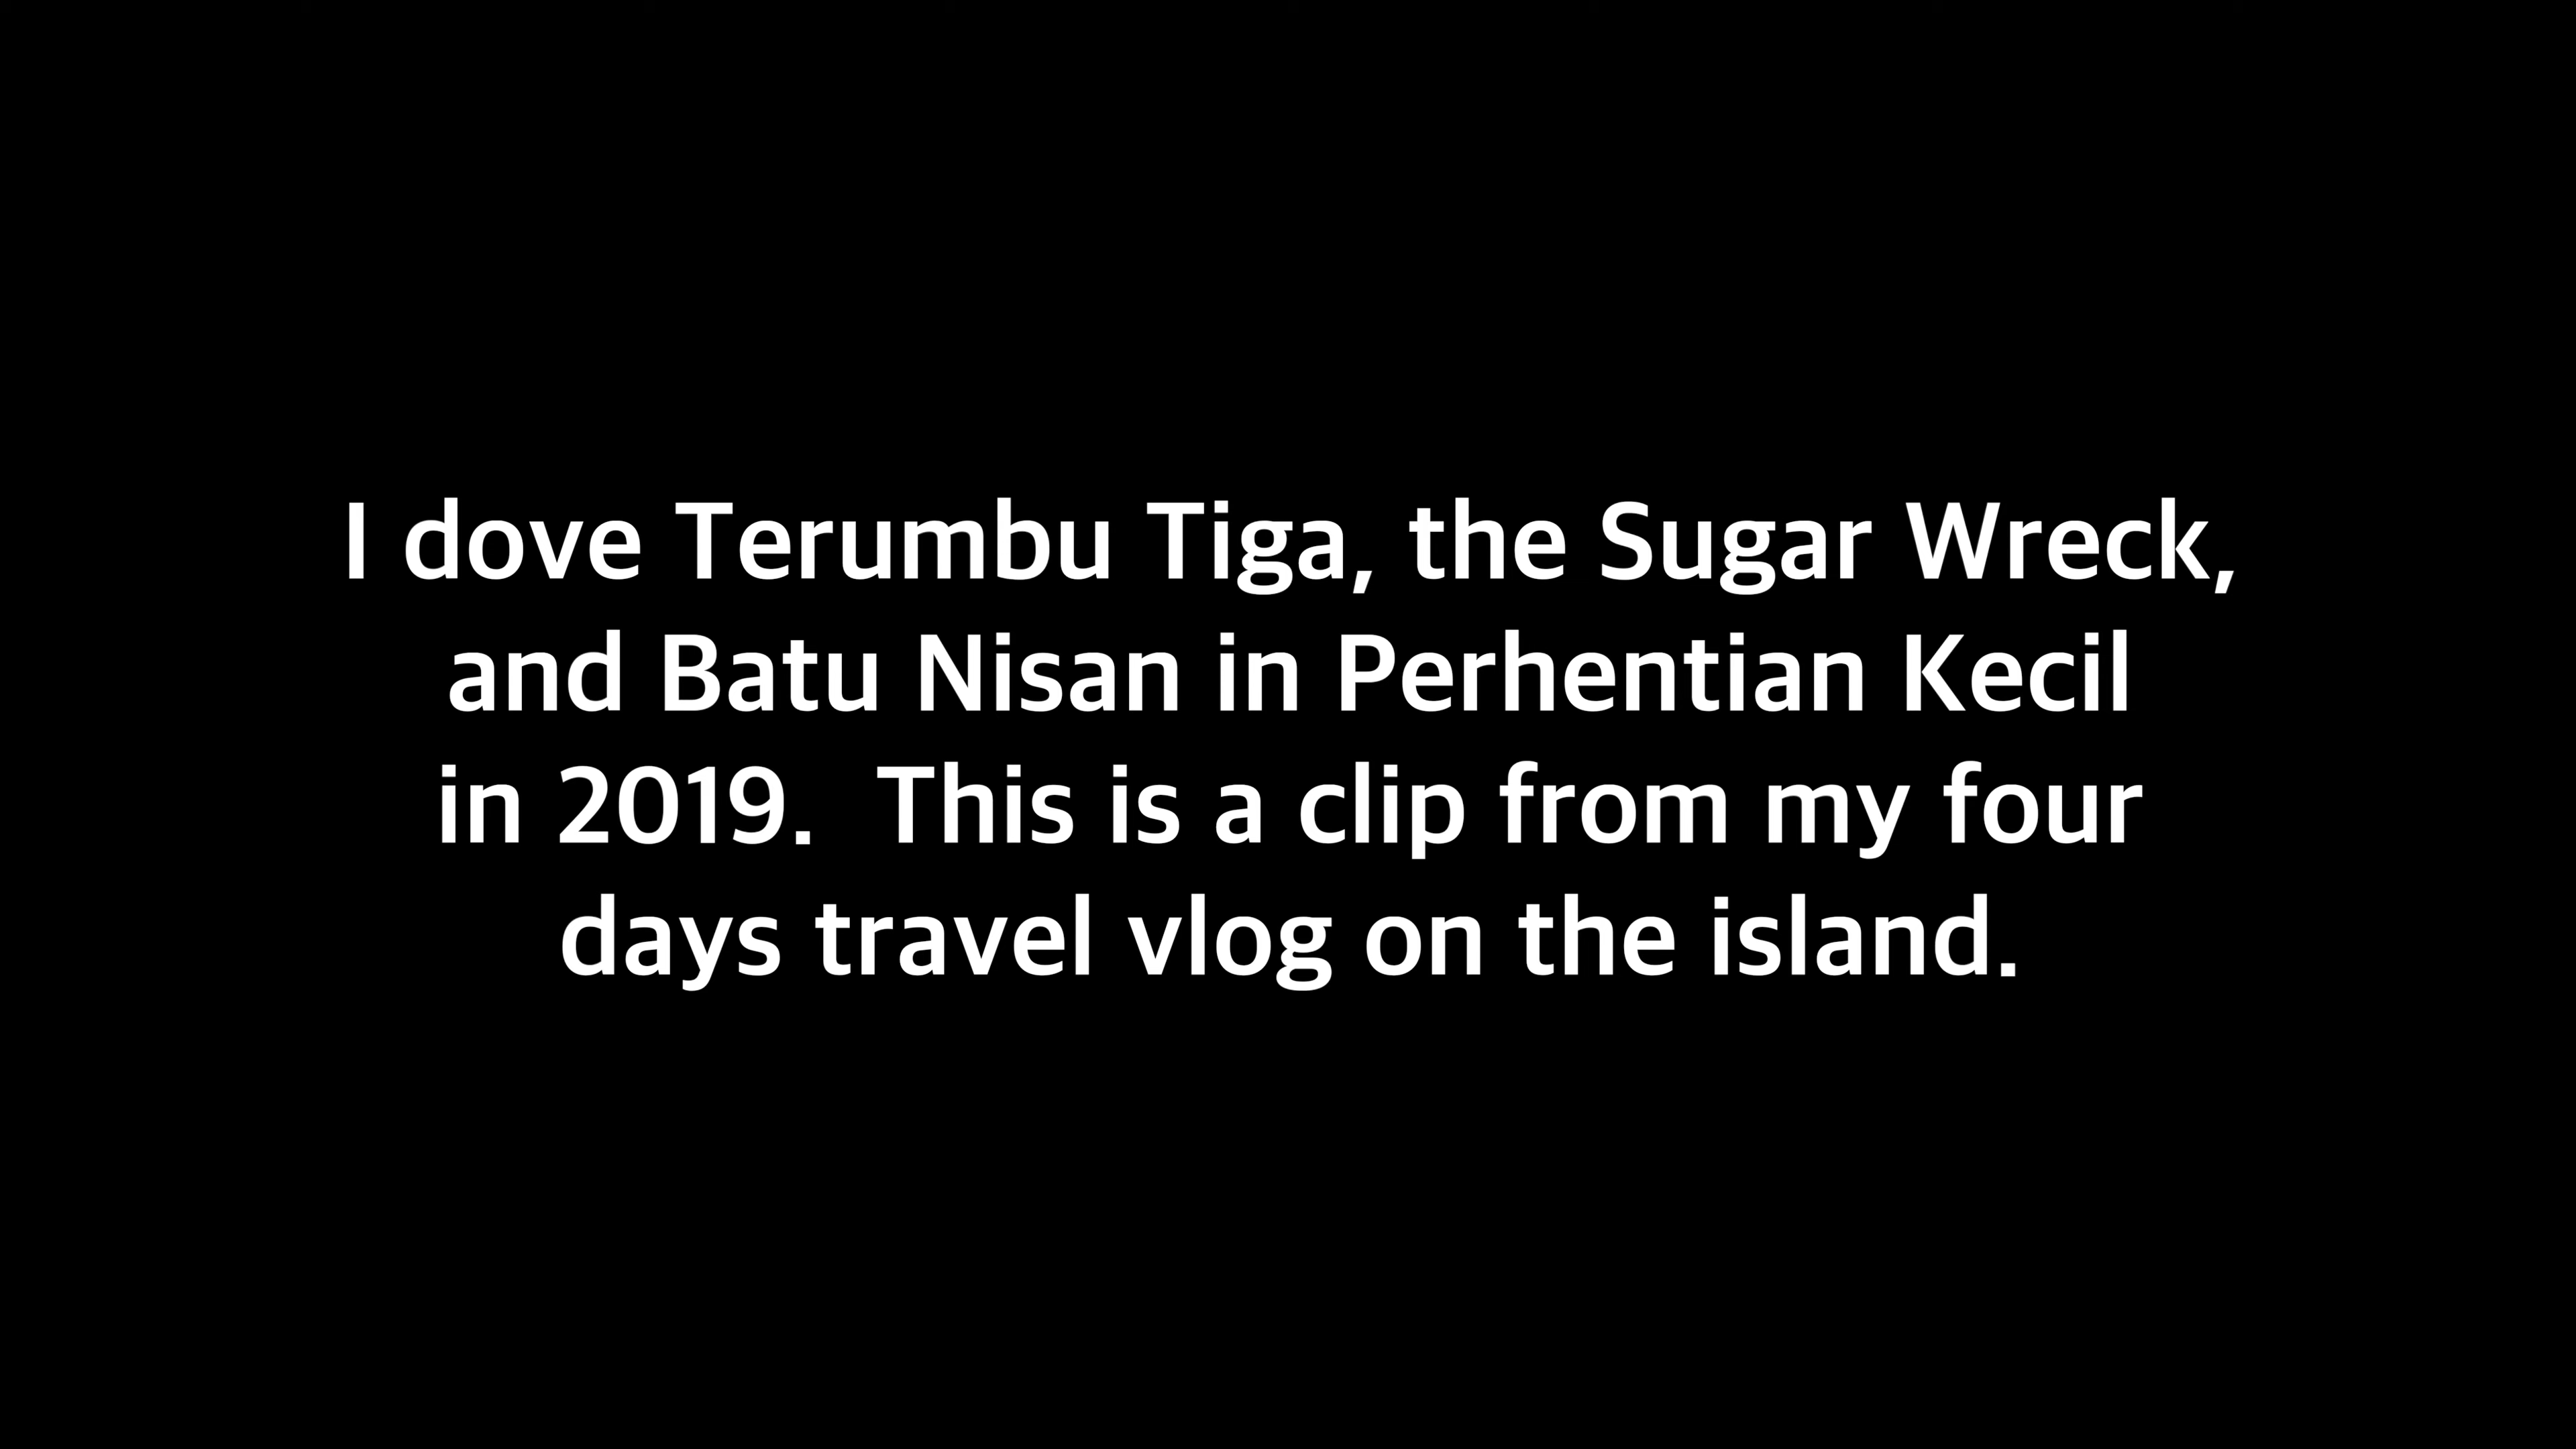 I dove Terumbu Tiga, the Sugar Wreck,
and Batu Nisan in Perhentian Kecil
in 2019.  This is a clip from my four
days travel vlog on the island.